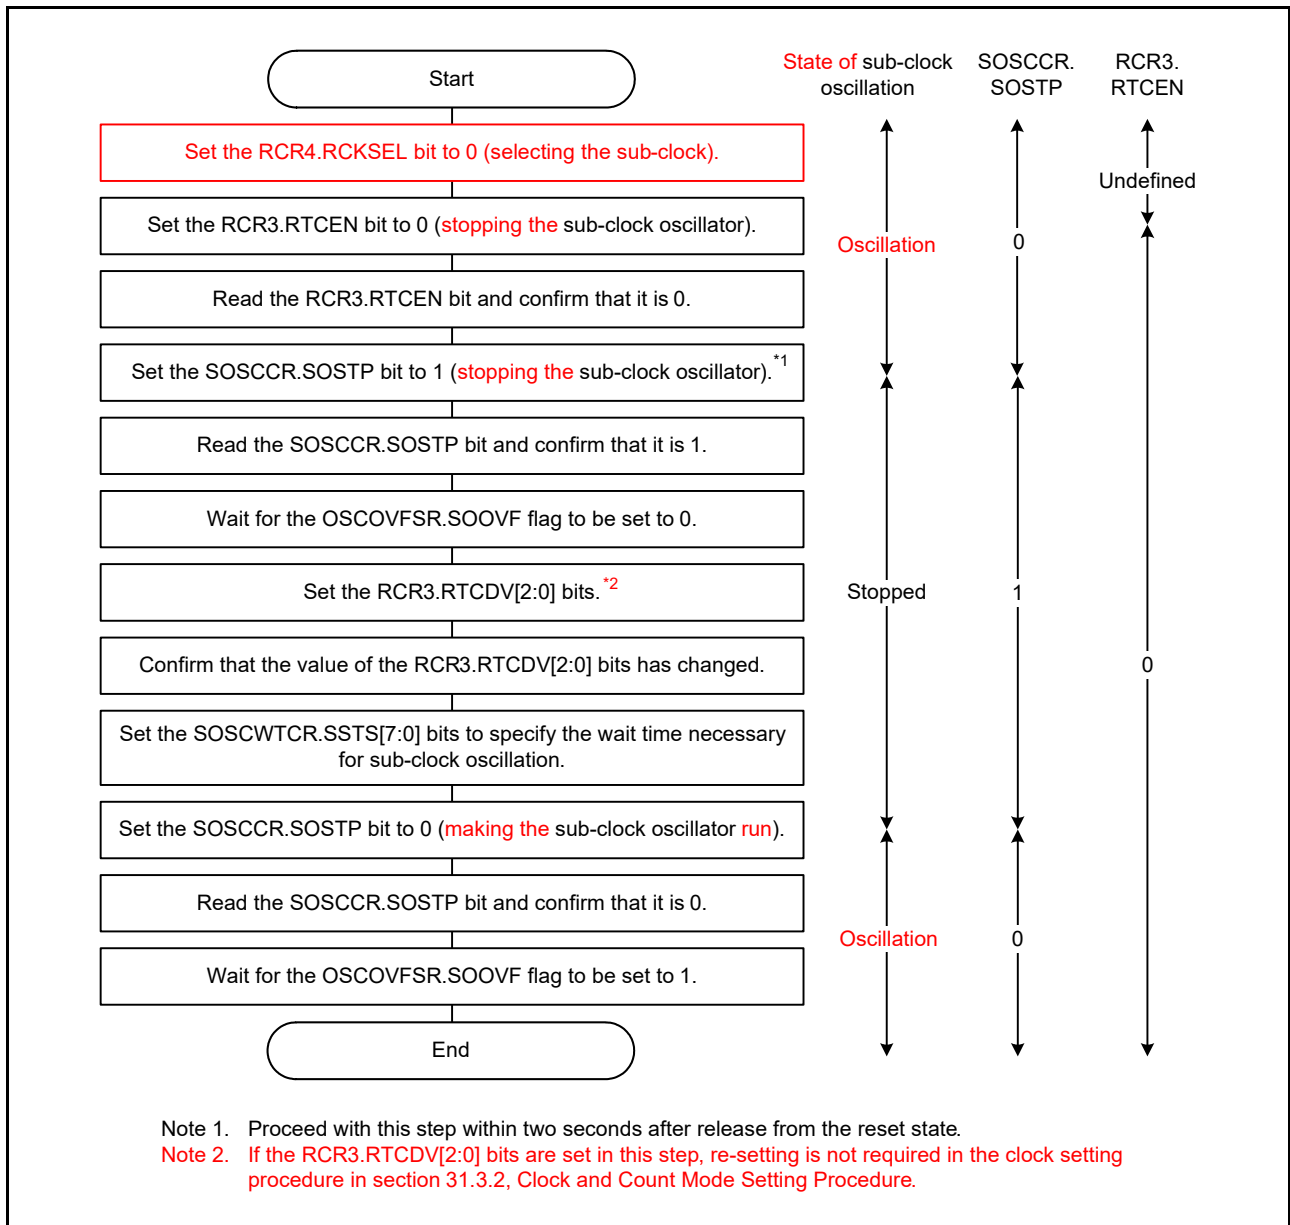 Start
State of sub-clock
oscillation
SOSCCR.
SOSTP
RCR3.
RTCEN
Set the RCR4.RCKSEL bit to 0 (selecting the sub-clock).
Undefined
Set the RCR3.RTCEN bit to 0 (stopping the sub-clock oscillator).
Oscillation
0
Read the RCR3.RTCEN bit and confirm that it is 0.
Set the SOSCCR.SOSTP bit to 1 (stopping the sub-clock oscillator).*1
Read the SOSCCR.SOSTP bit and confirm that it is 1.
Wait for the OSCOVFSR.SOOVF flag to be set to 0.
Set the RCR3.RTCDV[2:0] bits.*2
Stopped
1
Confirm that the value of the RCR3.RTCDV[2:0] bits has changed.
0
Set the SOSCWTCR.SSTS[7:0] bits to specify the wait time necessary
for sub-clock oscillation.
Set the SOSCCR.SOSTP bit to 0 (making the sub-clock oscillator run).
Read the SOSCCR.SOSTP bit and confirm that it is 0.
Oscillation
0
Wait for the OSCOVFSR.SOOVF flag to be set to 1.
End
Note 1. Proceed with this step within two seconds after release from the reset state.
Note 2. If the RCR3.RTCDV[2:0] bits are set in this step, re-setting is not required in the clock setting
procedure in section 31.3.2, Clock and Count Mode Setting Procedure.